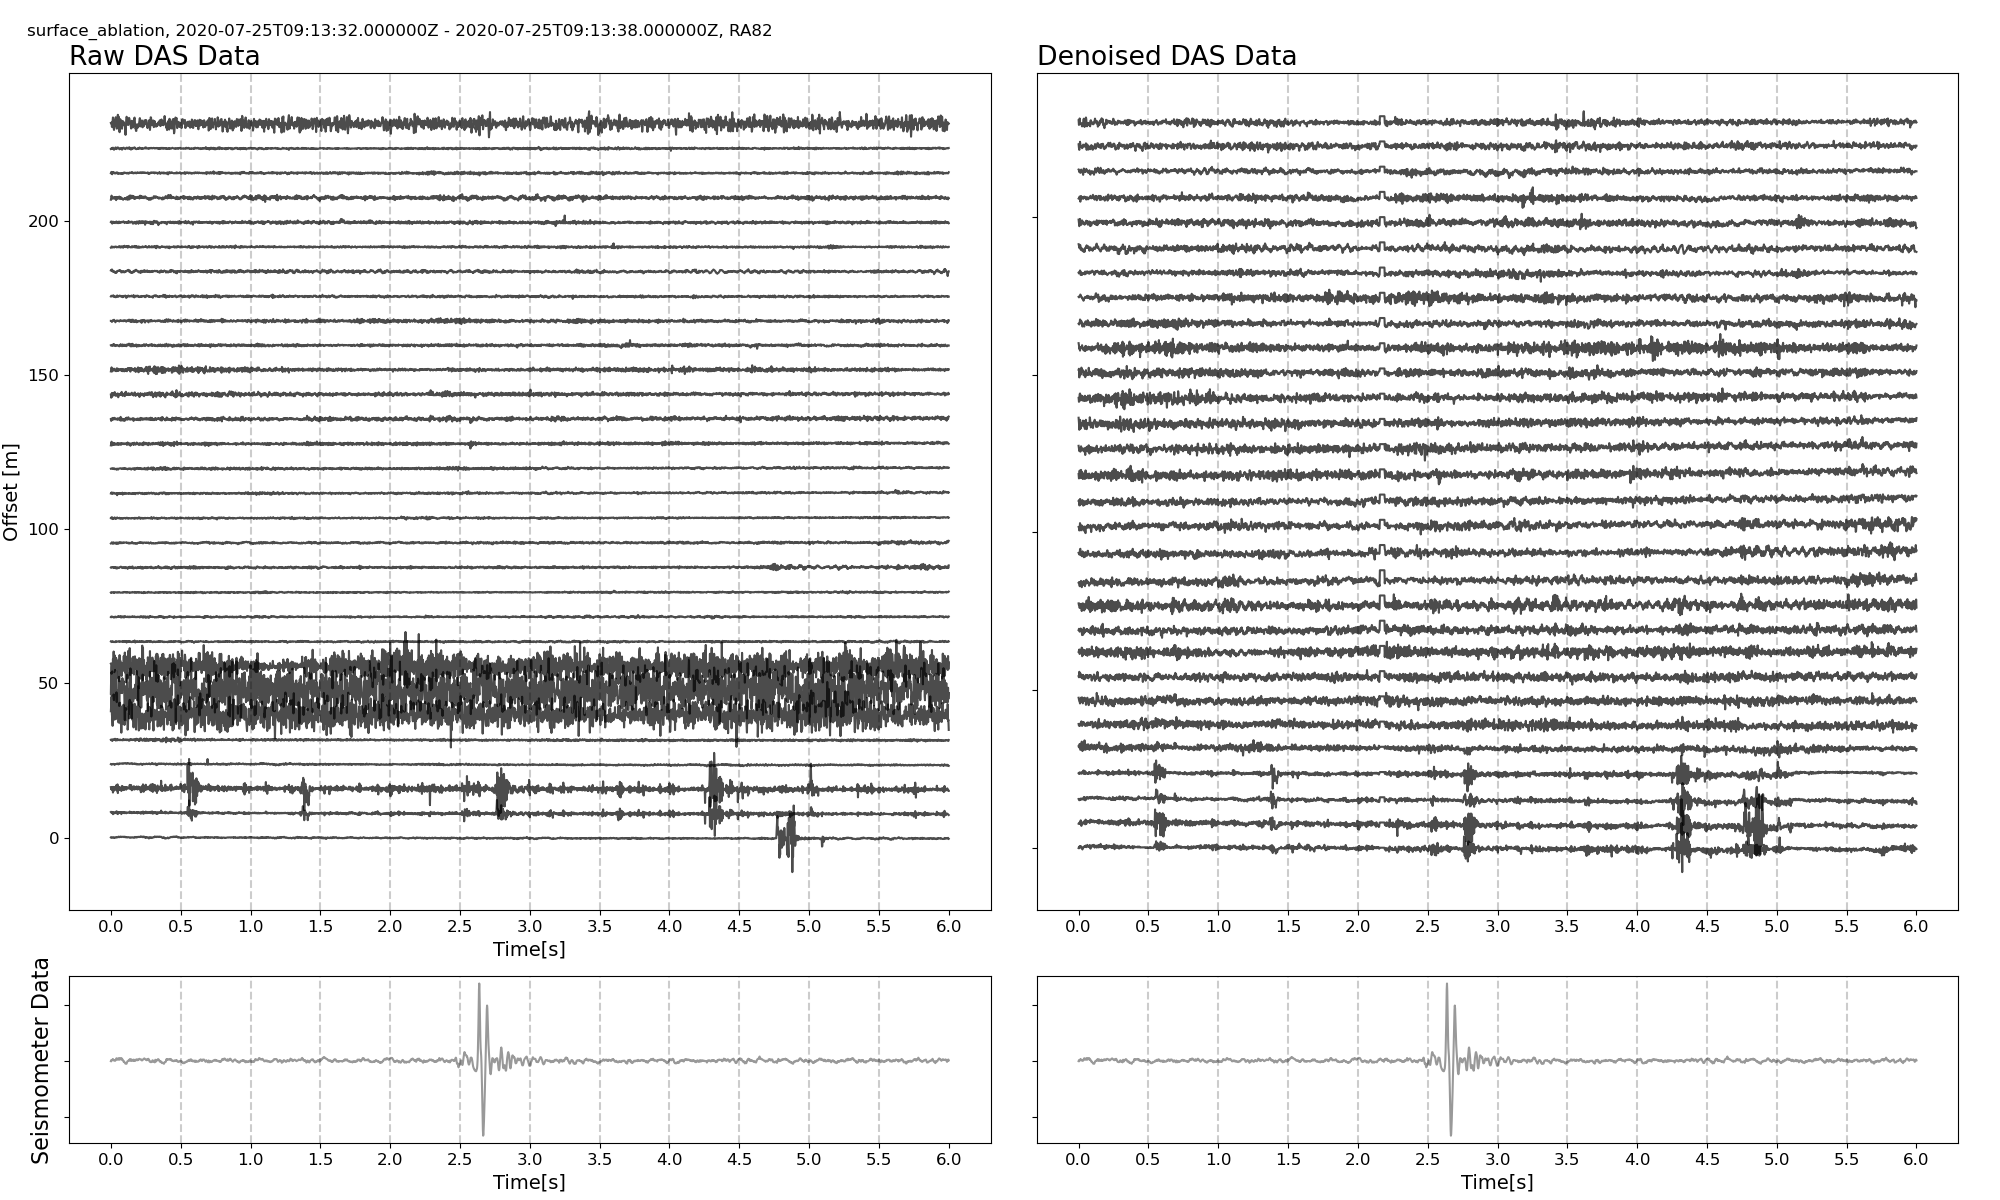 surface_ablation, 2020-07-25T09:13:32.000000Z - 2020-07-25T09:13:38.000000Z, RA82
Raw DAS Data
Denoised DAS Data
Offset [m]
200
150
100
50
0
0.0 0.5 1.0 1.5 2.0 2.5 3.0 3.5 4.0 4.5 5.0 5.5 6.0
Time[s]
0.0 0.5 1.0 1.5 2.0 2.5 3.0 3.5 4.0 4.5 5.0 5.5 6.0
Seismometer Data
0.0 0.5 1.0 1.5 2.0 2.5 3.0 3.5 4.0 4.5 5.0 5.5 6.0
Time[s]
0.0 0.5 1.0 1.5 2.0 2.5 3.0 3.5 4.0 4.5 5.0 5.5 6.0
Time[s]